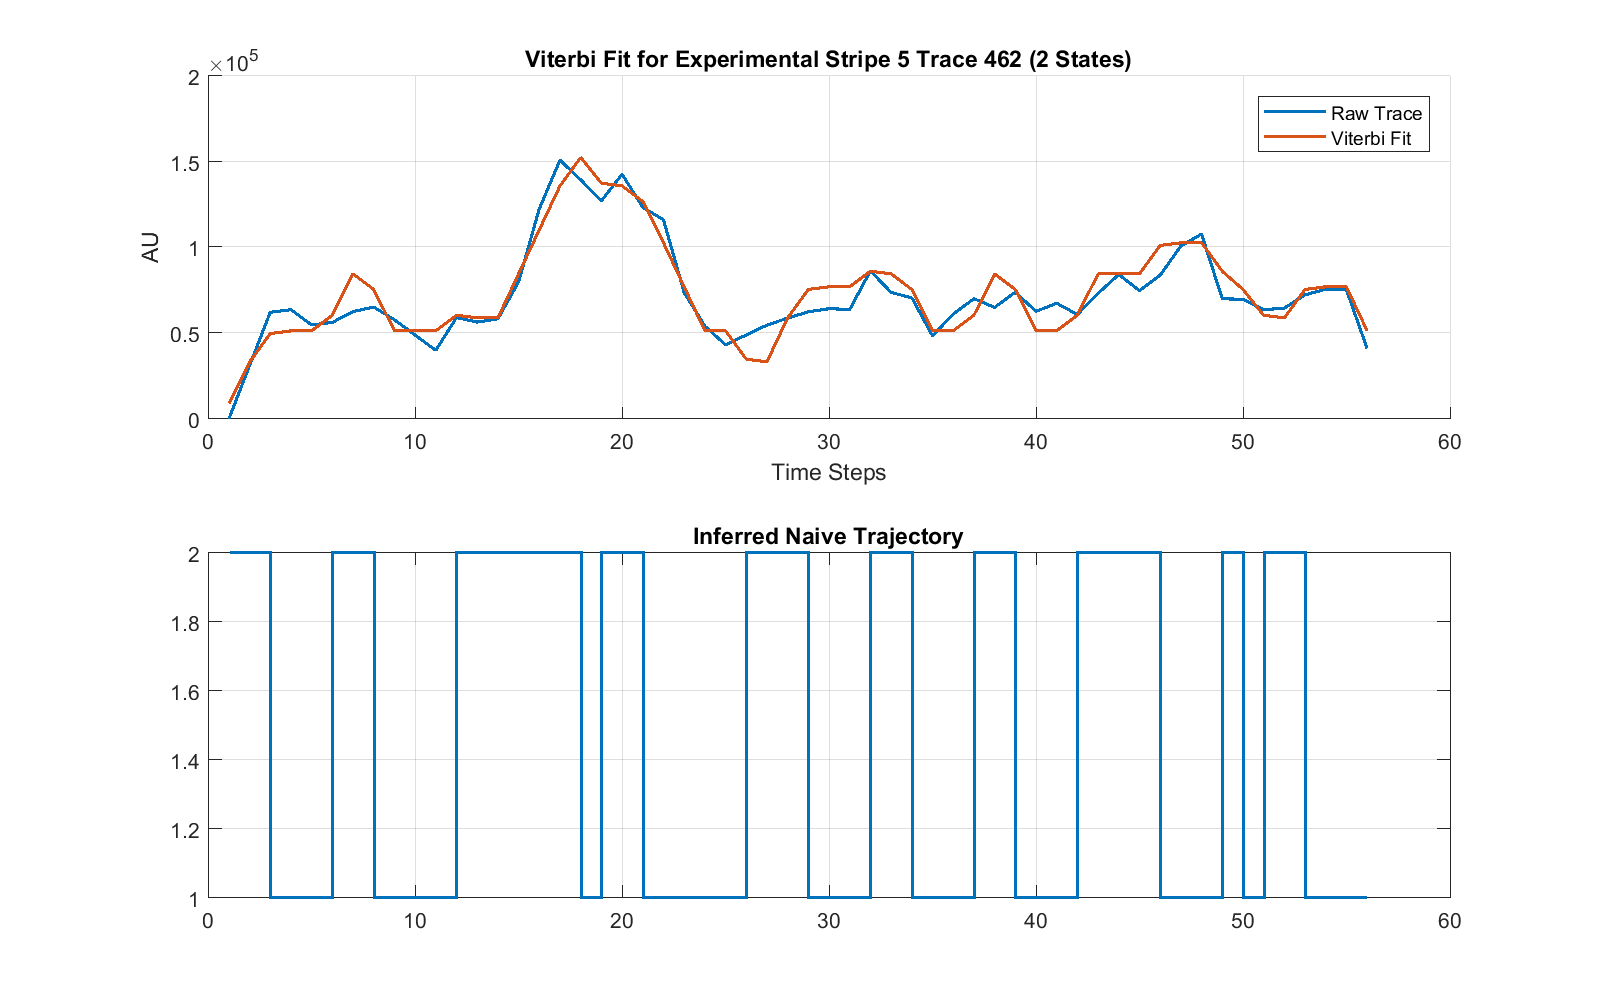 Viterbi Fit for Experimental Stripe 5 Trace 462 (2 States)
×10^5
2
1.5
1
0.5
0
AU
Raw Trace
Viterbi Fit
0 10 20 30 40 50 60
Time Steps
Inferred Naive Trajectory
2
1.8
1.6
1.4
1.2
1
0 10 20 30 40 50 60